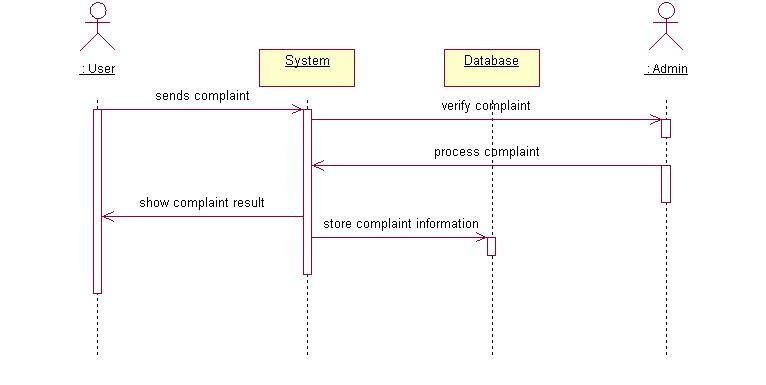 : User
System
Database
: Admin
sends complaint
verify complaint
process complaint
show complaint result
store complaint information